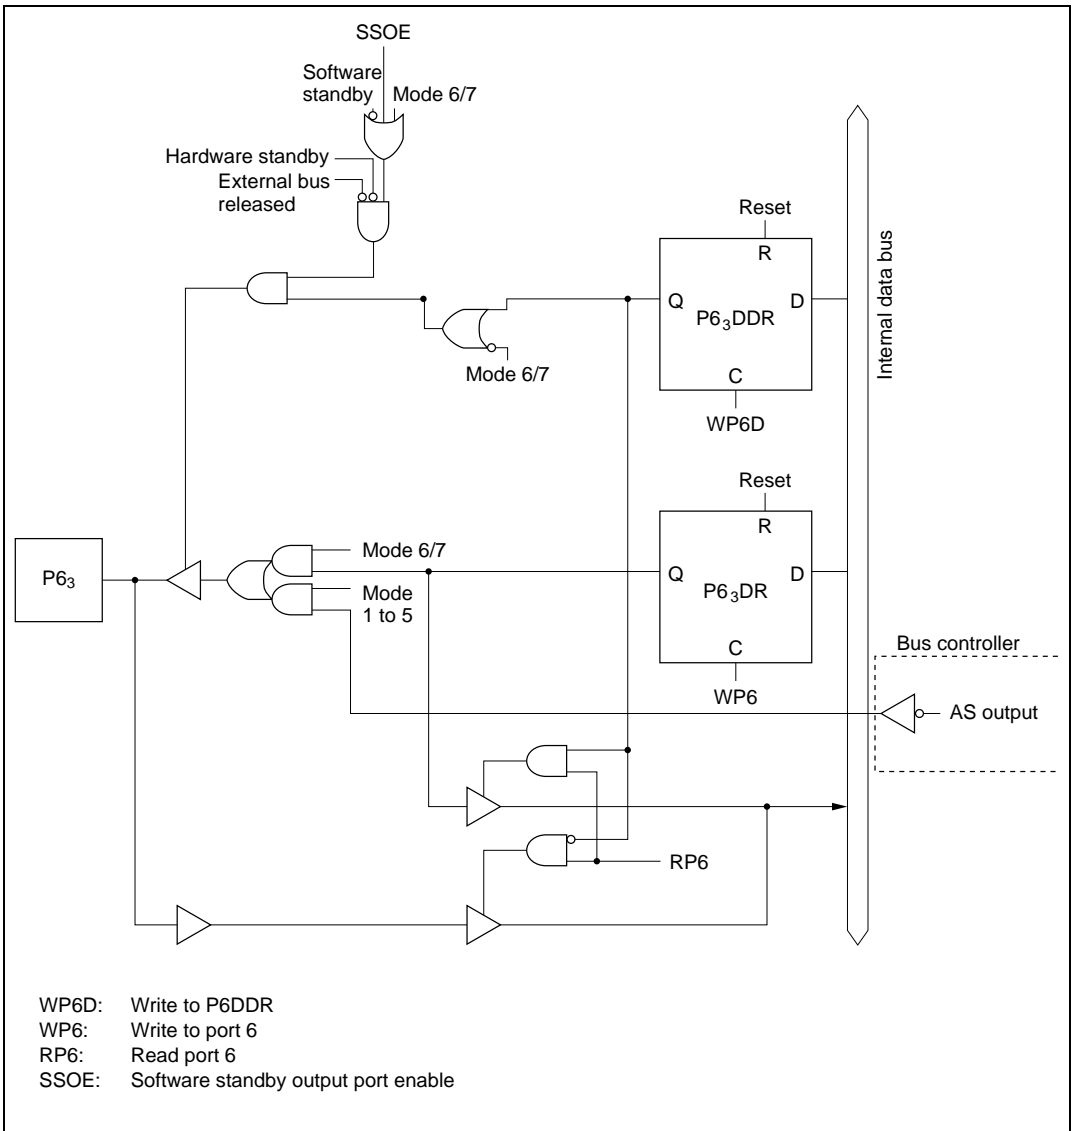 SSOE
Software
standby
Mode 6/7
Hardware standby
External bus
released
Reset
R
Q
D
P6₃DDR
C
WP6D
Mode 6/7
Internal data bus
Reset
R
Q
D
P6₃DR
C
WP6
P6₃
Mode 6/7
Mode
1 to 5
Bus controller
AS output
RP6
WP6D: Write to P6DDR
WP6: Write to port 6
RP6: Read port 6
SSOE: Software standby output port enable